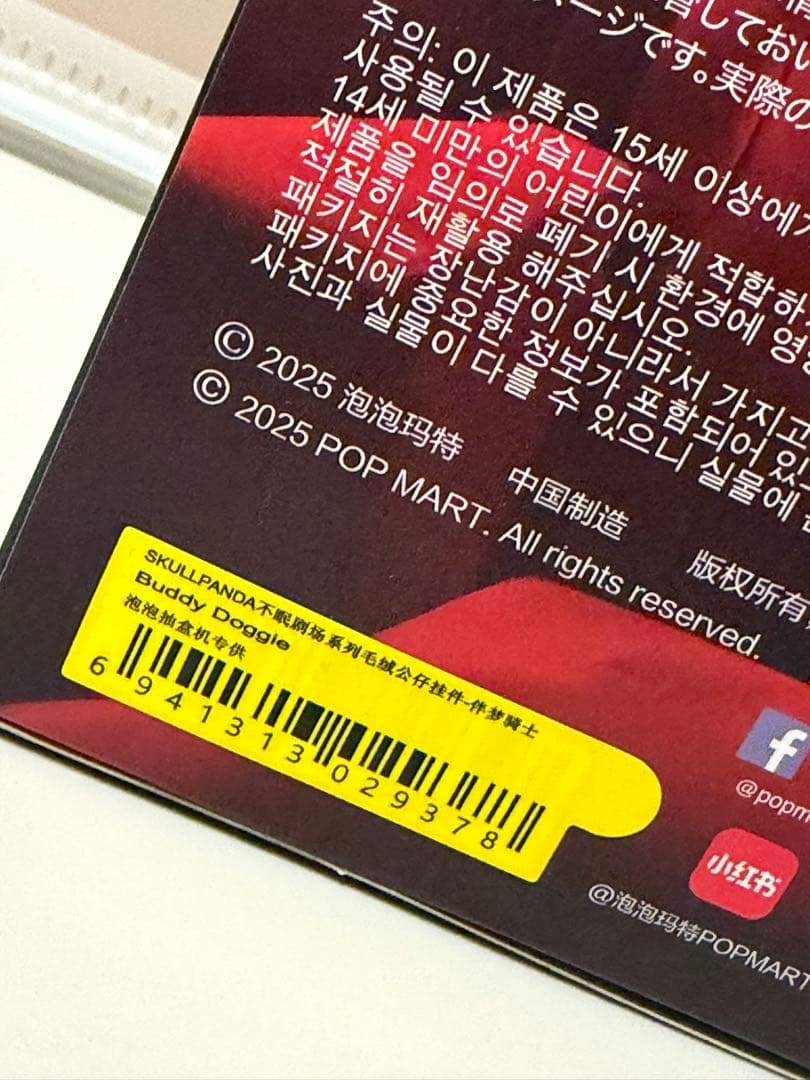 習しておい
ージです。実際の
주의: 이 제품은 15세 이상에게
사용될 수 있습니다.
14세 미만의 어린이에게 적합하
제품을 임의로 폐기 시 환경에 영향
적절히 재활용 해주십시오.
패키지는 장난감이 아니라서 가지고
패키지에 중요한 정보가 포함되어 있
사진과 실물이 다를 수 있으니 실물에
© 2025 泡泡玛特 中国制造 版权所有
© 2025 POP MART. All rights reserved.
SKULLPANDA不眠剧场系列毛绒公仔挂件-伴梦骑士
Buddy Doggie
泡泡抽盒机专供
6 941313 029378
f
@popm
小红书
@泡泡玛特POPMART